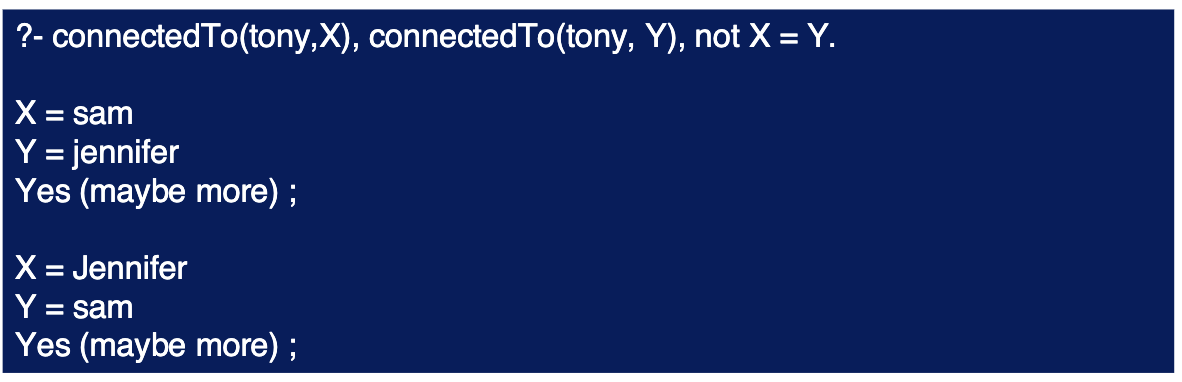 ?- connectedTo(tony,X), connectedTo(tony, Y), not X = Y.
X = sam
Y = jennifer
Yes (maybe more) ;
X = Jennifer
Y = sam
Yes (maybe more) ;